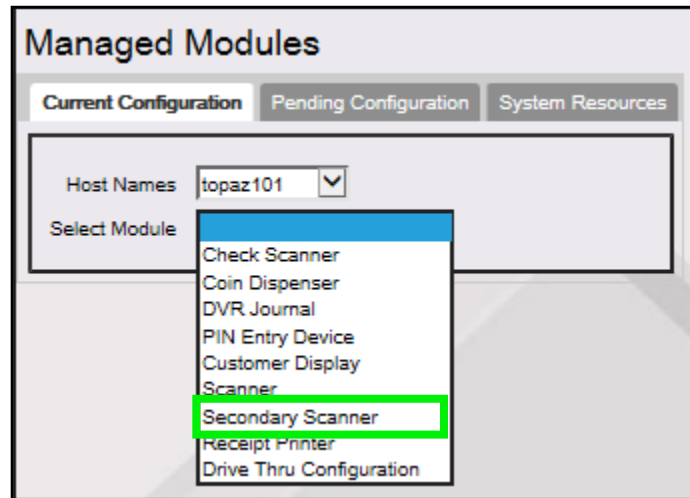 Managed Modules
Current Configuration Pending Configuration System Resources
Host Names topaz101
Select Module
Check Scanner
Coin Dispenser
DVR Journal
PIN Entry Device
Customer Display
Scanner
Secondary Scanner
Receipt Printer
Drive Thru Configuration